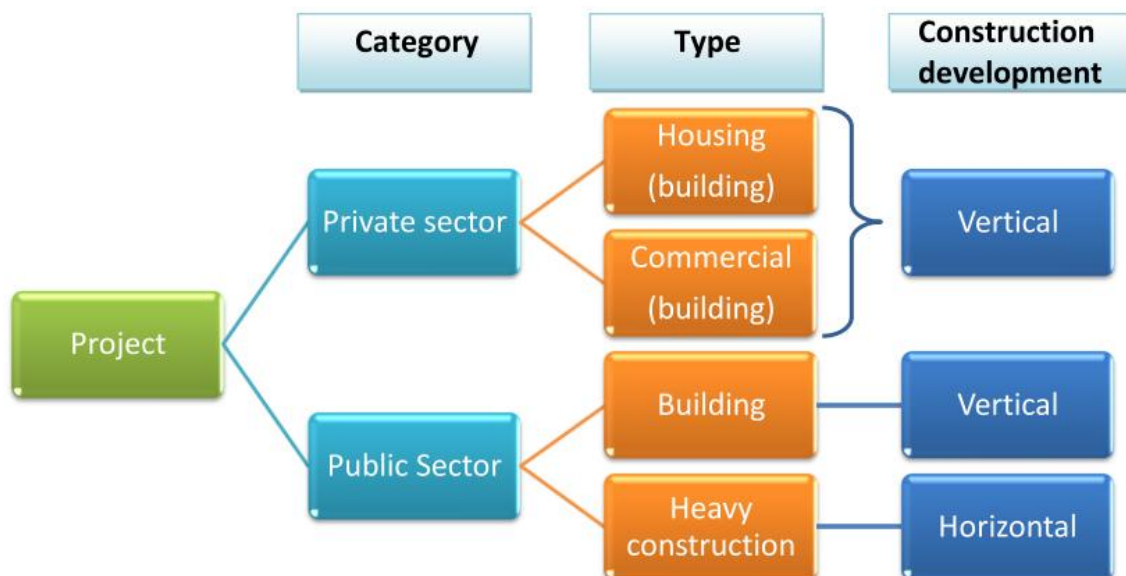 Category
Type
Construction
development
Housing
(building)
Private sector
Vertical
Commercial
(building)
Project
Building
Vertical
Public Sector
Heavy
construction
Horizontal